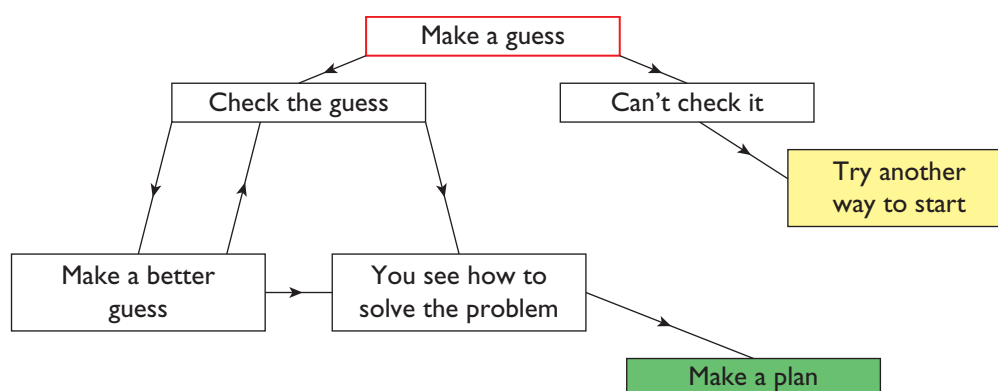 Make a guess
Check the guess
Can't check it
Try another
way to start
Make a better
guess
You see how to
solve the problem
Make a plan